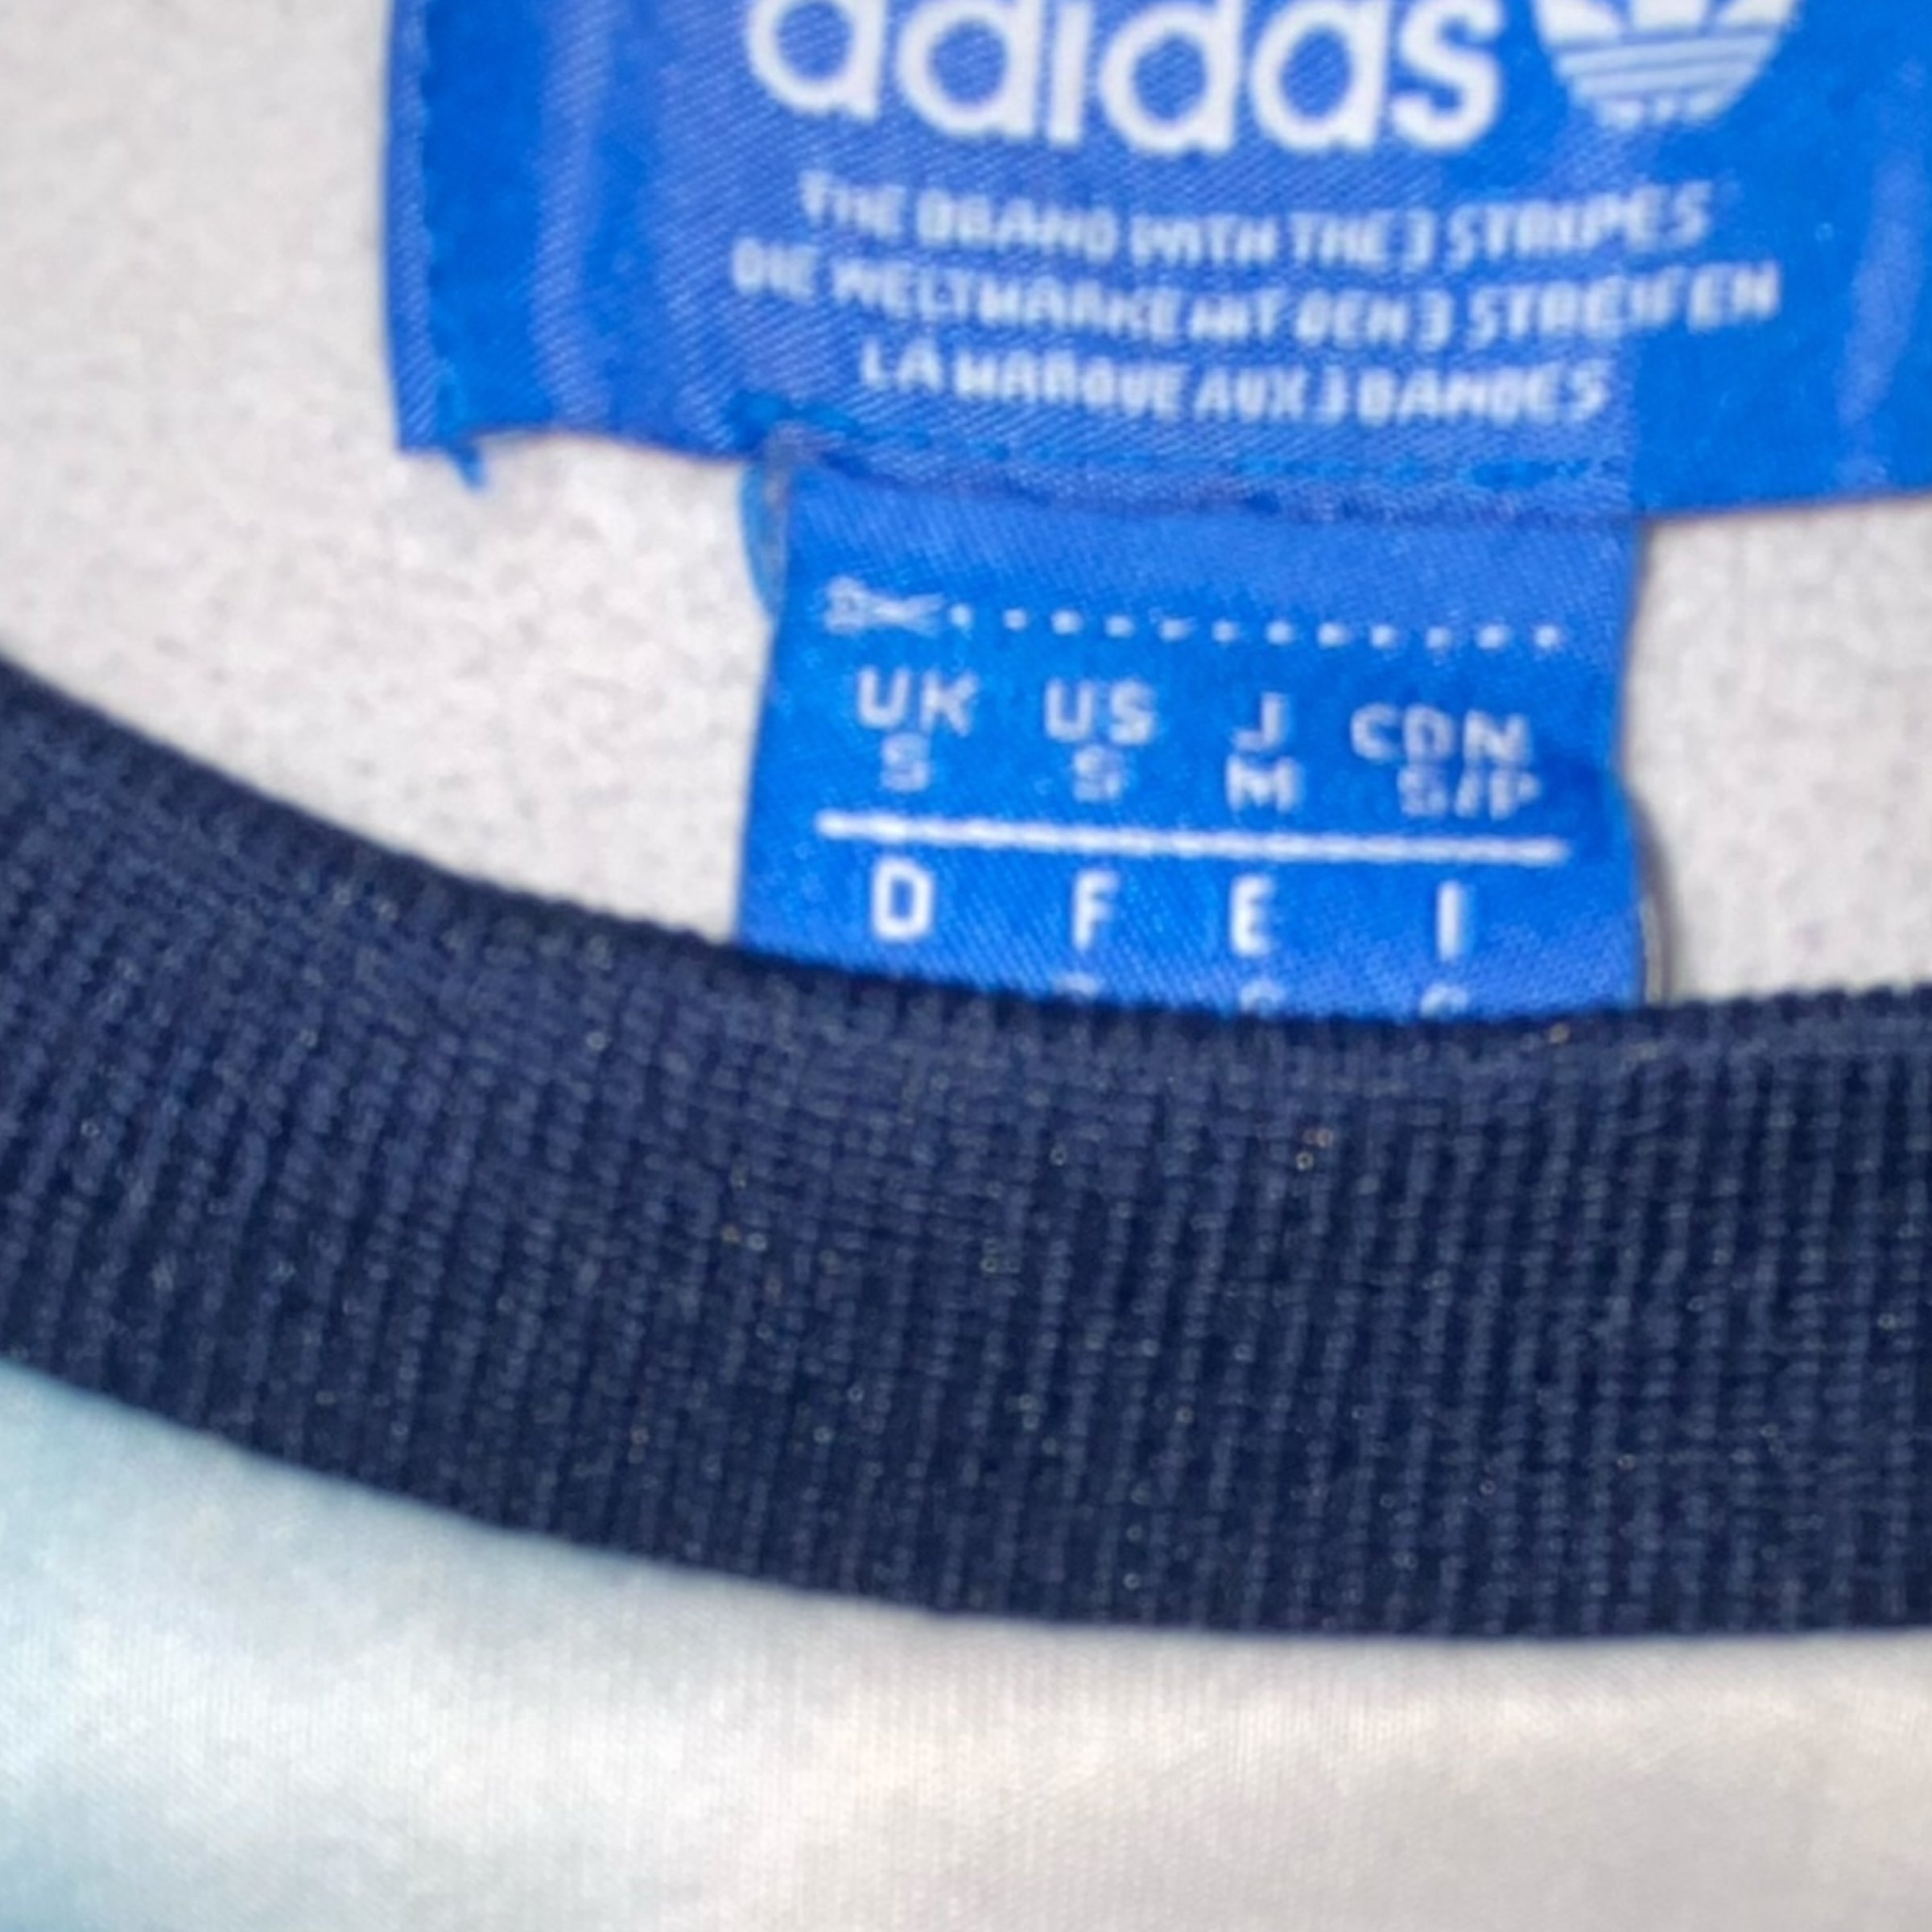 adidas
THE BRAND WITH THE 3 STRIPES
DIE WELTMARKE MIT DEN 3 STREIFEN
LA MARQUE AUX 3 BANDES
UK US J CDN
S S M S/P
D F E I